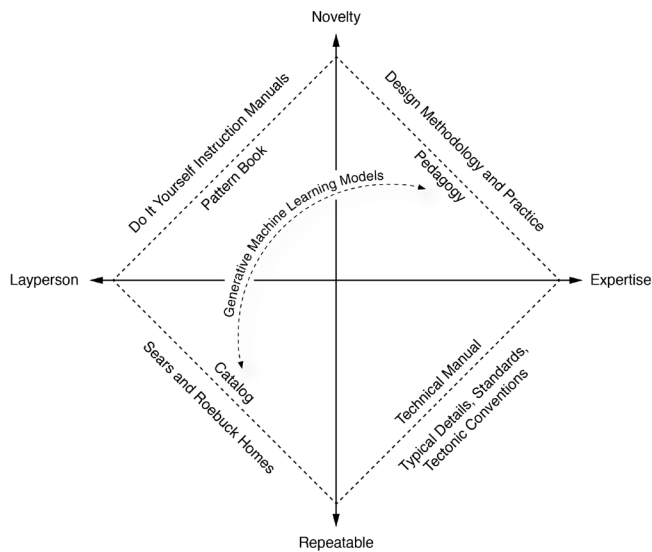 Novelty
Do It Yourself Instruction Manuals
Pattern Book
Design Methodology and Practice
Pedagogy
Generative Machine Learning Models
Layperson
Expertise
Catalog
Sears and Roebuck Homes
Technical Manual
Typical Details, Standards,
Tectonic Conventions
Repeatable